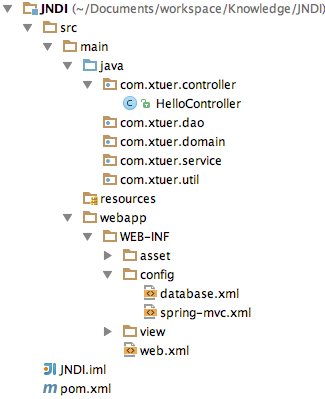 JNDI (~/Documents/workspace/Knowledge/JNDI)
src
main
java
com.xtuer.controller
HelloController
com.xtuer.dao
com.xtuer.domain
com.xtuer.service
com.xtuer.util
resources
webapp
WEB-INF
asset
config
database.xml
spring-mvc.xml
view
web.xml
JNDI.iml
pom.xml